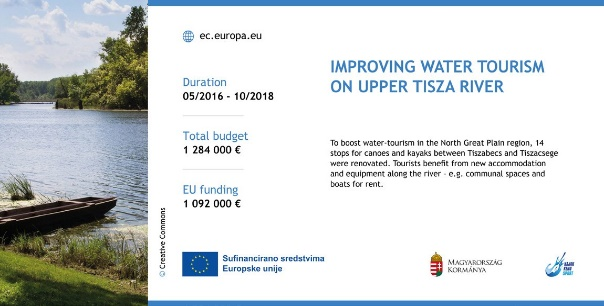 ec.europa.eu
Duration
05/2016 - 10/2018
Total budget
1 284 000 €
EU funding
1 092 000 €
IMPROVING WATER TOURISM
ON UPPER TISZA RIVER
To boost water-tourism in the North Great Plain region, 14
stops for canoes and kayaks between Tiszabecs and Tiszacsege
were renovated. Tourists benefit from new accommodation
and equipment along the river - e.g. communal spaces and
boats for rent.
© Creative Commons
Sufinancirano sredstvima
Europske unije
MAGYARORSZÁG
KORMÁNYA